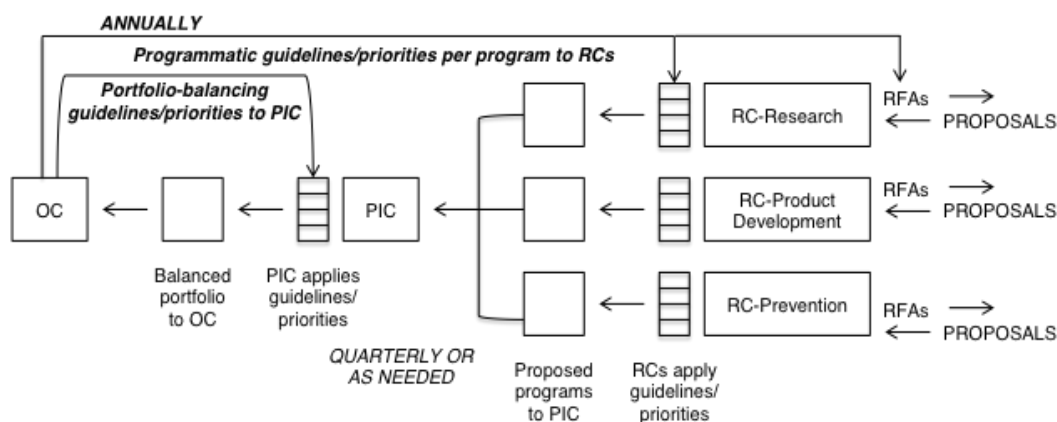 ANNUALLY
Programmatic guidelines/priorities per program to RCs
Portfolio-balancing
guidelines/priorities to PIC
RFAs
PROPOSALS
RC-Research
OC
PIC
RC-Product
Development
RFAs
PROPOSALS
Balanced
portfolio
to OC
PIC applies
guidelines/
priorities
RC-Prevention
RFAs
PROPOSALS
QUARTERLY OR
AS NEEDED
Proposed
programs
to PIC
RCs apply
guidelines/
priorities